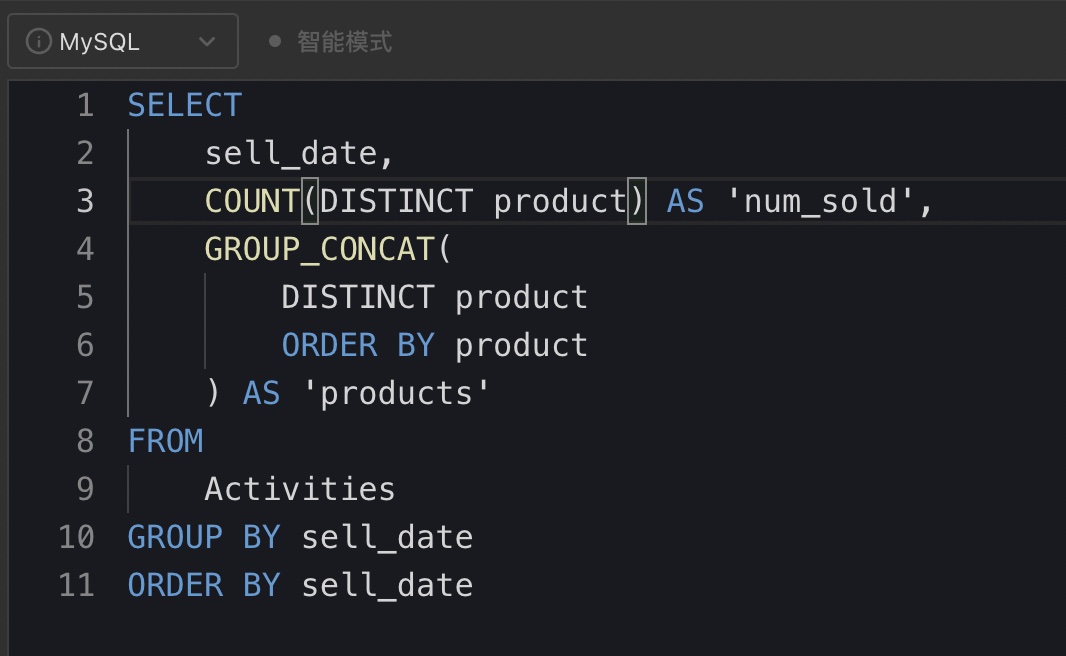 MySQL 智能模式
1 SELECT
2 sell_date,
3 COUNT(DISTINCT product) AS 'num_sold',
4 GROUP_CONCAT(
5 DISTINCT product
6 ORDER BY product
7 ) AS 'products'
8 FROM
9 Activities
10 GROUP BY sell_date
11 ORDER BY sell_date